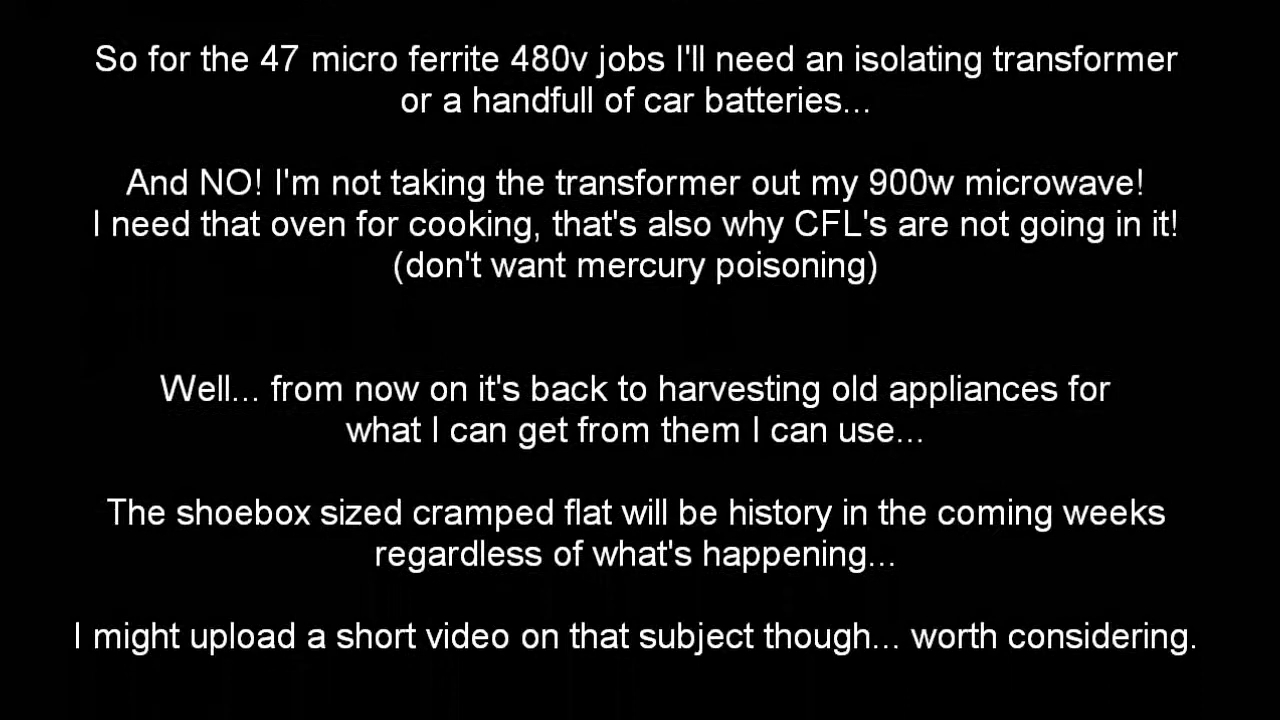 So for the 47 micro ferrite 480v jobs I'll need an isolating transformer
or a handfull of car batteries...
And NO! I'm not taking the transformer out my 900w microwave!
I need that oven for cooking, that's also why CFL's are not going in it!
(don't want mercury poisoning)
Well... from now on it's back to harvesting old appliances for
what I can get from them I can use...
The shoebox sized cramped flat will be history in the coming weeks
regardless of what's happening...
I might upload a short video on that subject though... worth considering.